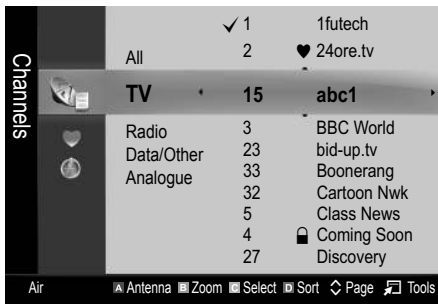 Channels
✓ 1 1futech
All 2 ♥ 24ore.tv
TV 15 abc1
Radio 3 BBC World
Data/Other 23 bid-up.tv
Analogue 33 Boonerang
32 Cartoon Nwk
5 Class News
4 Coming Soon
27 Discovery
Air A Antenna B Zoom C Select D Sort Page Tools